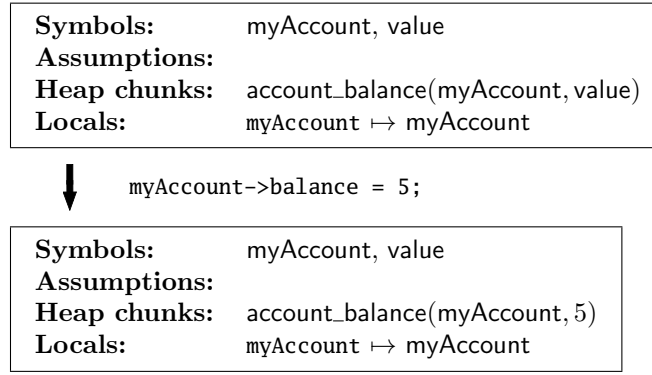 Symbols: myAccount, value
Assumptions:
Heap chunks: account_balance(myAccount, value)
Locals: myAccount ↦ myAccount
myAccount->balance = 5;
Symbols: myAccount, value
Assumptions:
Heap chunks: account_balance(myAccount, 5)
Locals: myAccount ↦ myAccount